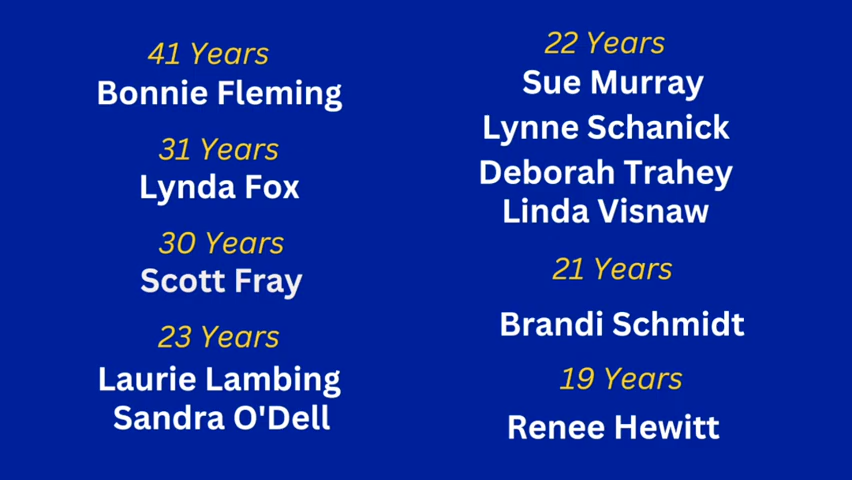 41 Years
Bonnie Fleming
31 Years
Lynda Fox
30 Years
Scott Fray
23 Years
Laurie Lambing
Sandra O'Dell
22 Years
Sue Murray
Lynne Schanick
Deborah Trahey
Linda Visnaw
21 Years
Brandi Schmidt
19 Years
Renee Hewitt